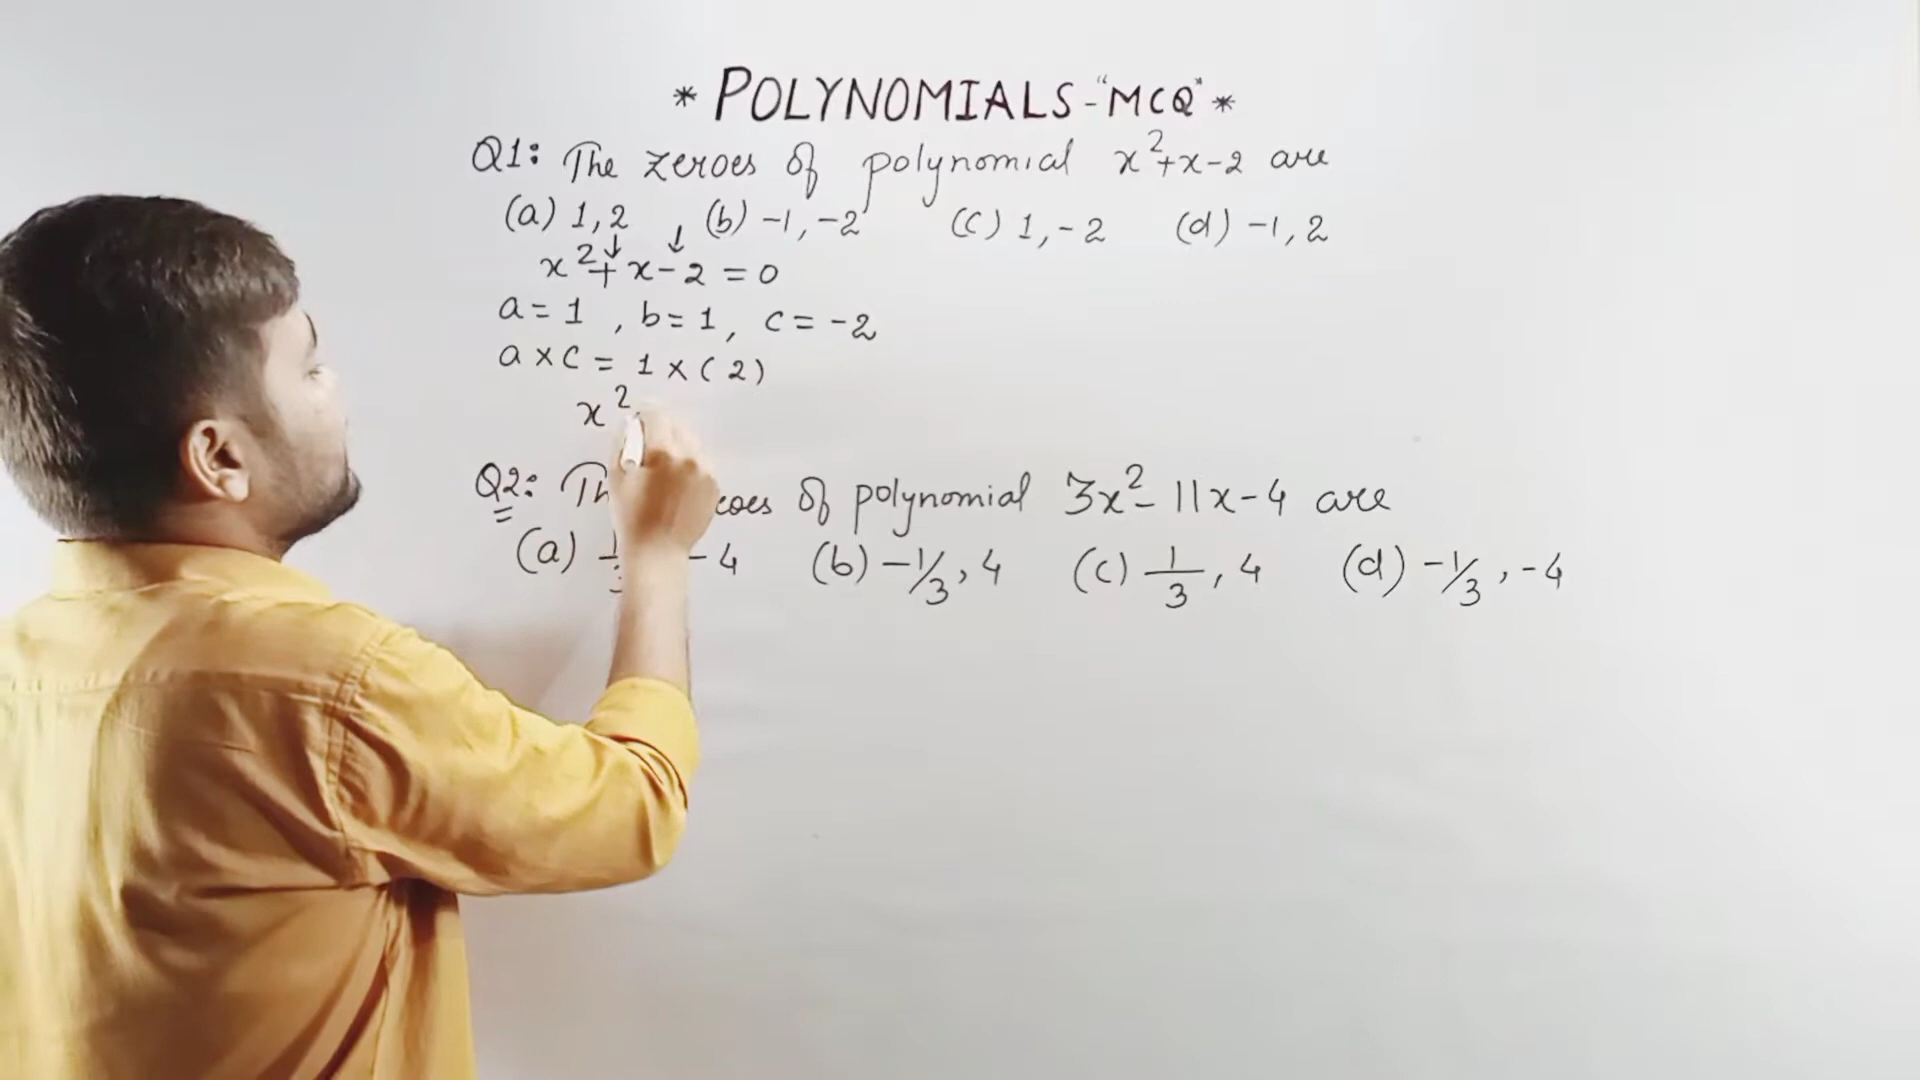 * POLYNOMIALS - "MCQ" *
Q1: The zeroes of polynomial x²+x-2 are
(a) 1,2 (b) -1,-2 (c) 1,-2 (d) -1,2
↓ ↓
x²+x-2=0
a=1, b=1, c=-2
a×c = 1×(2)
x²
Q2: of polynomial 3x²-11x-4 are
(a) -4 (b) -1/3, 4 (c) 1/3, 4 (d) -1/3, -4